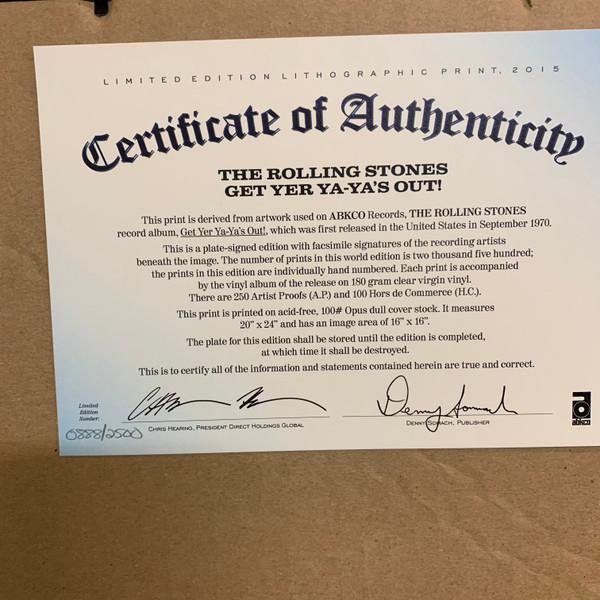 LIMITED EDITION LITHOGRAPHIC PRINT, 2015
Certificate of Authenticity
THE ROLLING STONES
GET YER YA-YA'S OUT!
This print is derived from artwork used on ABKCO Records, THE ROLLING STONES
record album, Get Yer Ya-Ya's Out!, which was first released in the United States in September 1970.
This is a plate-signed edition with facsimile signatures of the recording artists
beneath the image. The number of prints in this world edition is two thousand five hundred;
the prints in this edition are individually hand numbered. Each print is accompanied
by the vinyl album of the release on 180 gram clear virgin vinyl.
There are 250 Artist Proofs (A.P.) and 100 Hors de Commerce (H.C.).
This print is printed on acid-free, 100# Opus dull cover stock. It measures
20" x 24" and has an image area of 16" x 16".
The plate for this edition shall be stored until the edition is completed,
at which time it shall be destroyed.
This is to certify all of the information and statements contained herein are true and correct.
Limited
Edition
Number:
0888/2500
CHRIS HEARING, PRESIDENT DIRECT HOLDINGS GLOBAL
Denny Somach
DENNY SOMACH, PUBLISHER
abkco